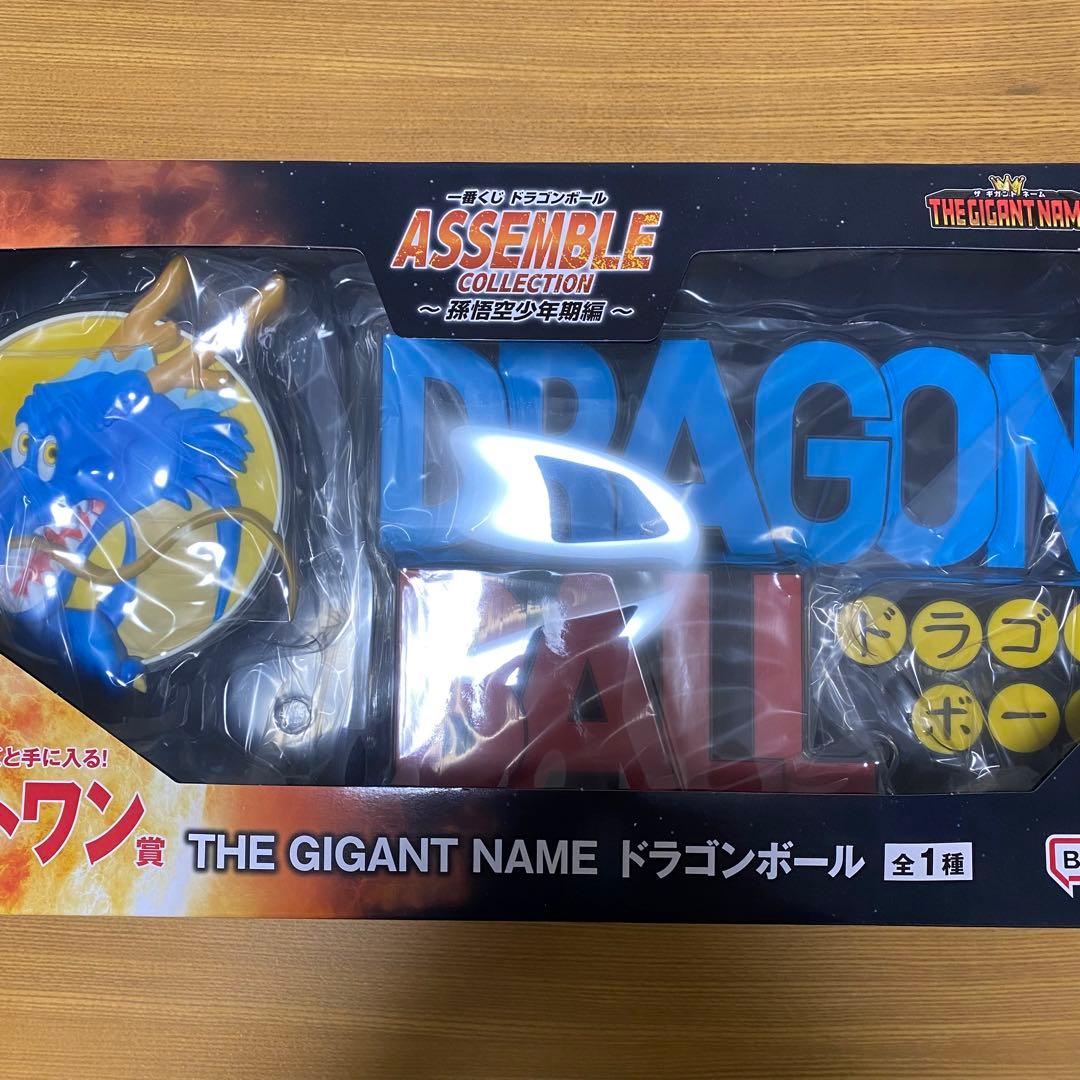 一番くじ ドラゴンボール
ASSEMBLE
COLLECTION
～ 孫悟空少年期編 ～
ザ ギガント ネーム
THE GIGANT NAM
DRAGON
BALL
ドラゴ
ボー
と手に入る!
トワン賞
THE GIGANT NAME ドラゴンボール 全1種
B